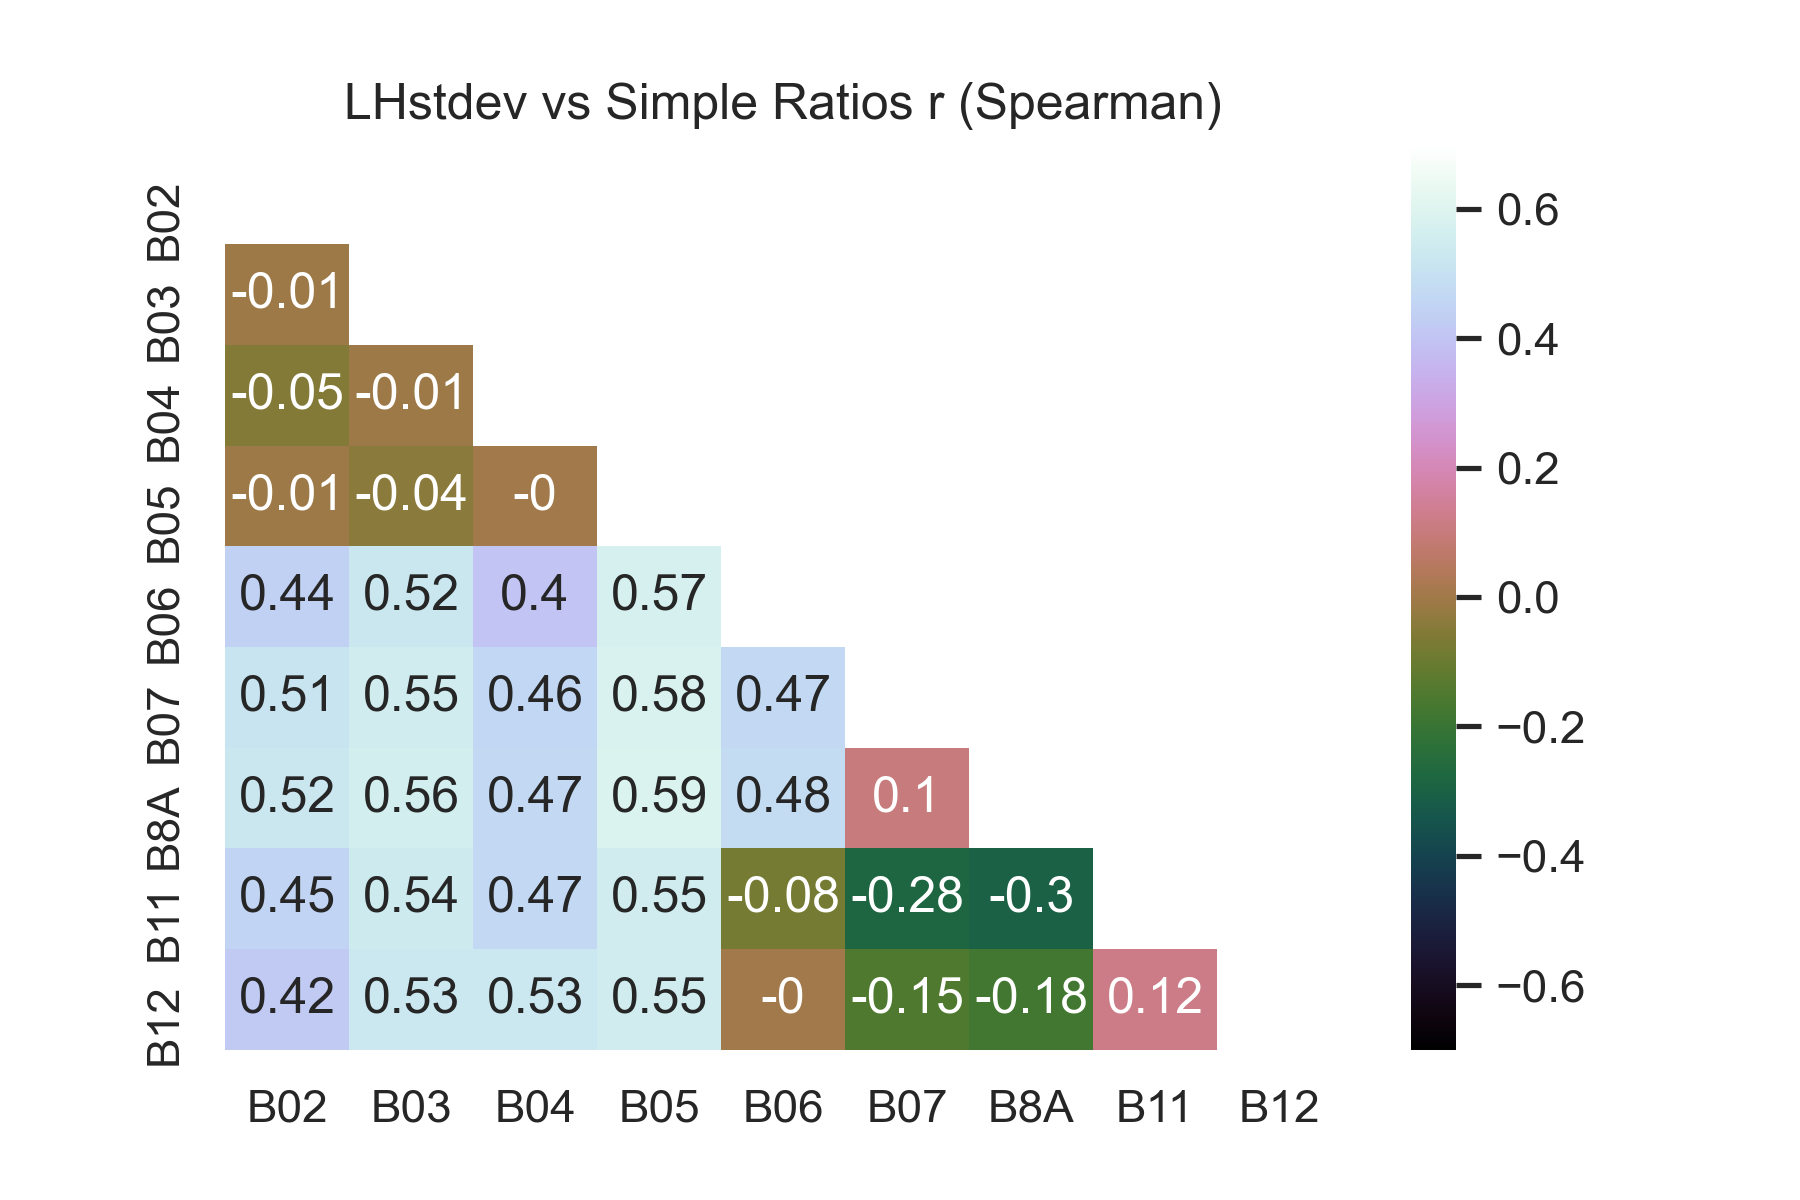 LHstdev vs Simple Ratios r (Spearman)
B02
B03 -0.01
B04 -0.05 -0.01
B05 -0.01 -0.04 -0
B06 0.44 0.52 0.4 0.57
B07 0.51 0.55 0.46 0.58 0.47
B8A 0.52 0.56 0.47 0.59 0.48 0.1
B11 0.45 0.54 0.47 0.55 -0.08 -0.28 -0.3
B12 0.42 0.53 0.53 0.55 -0 -0.15 -0.18 0.12
B02 B03 B04 B05 B06 B07 B8A B11 B12
0.6
0.4
0.2
0.0
−0.2
−0.4
−0.6